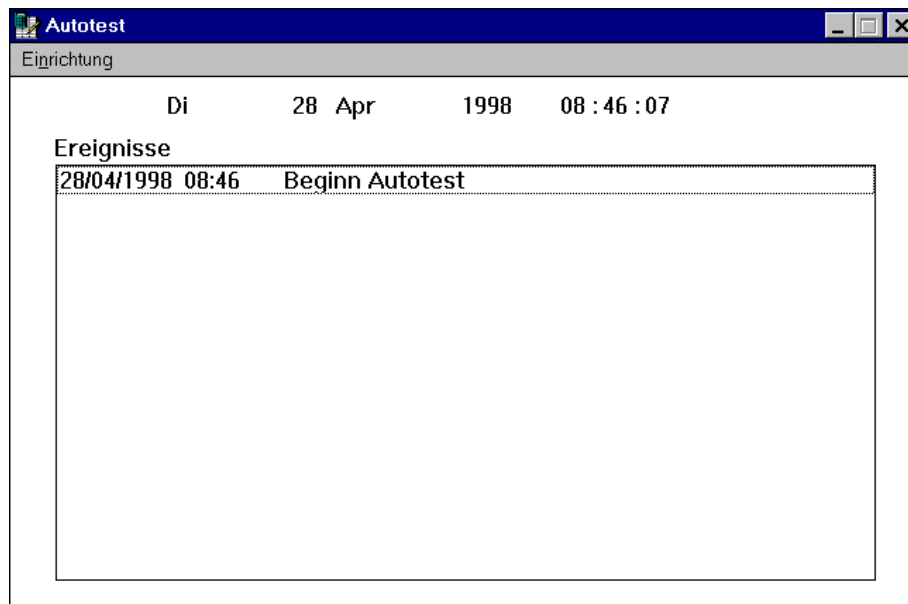 Autotest
Einrichtung
Di 28 Apr 1998 08 : 46 : 07
Ereignisse
28/04/1998 08:46 Beginn Autotest